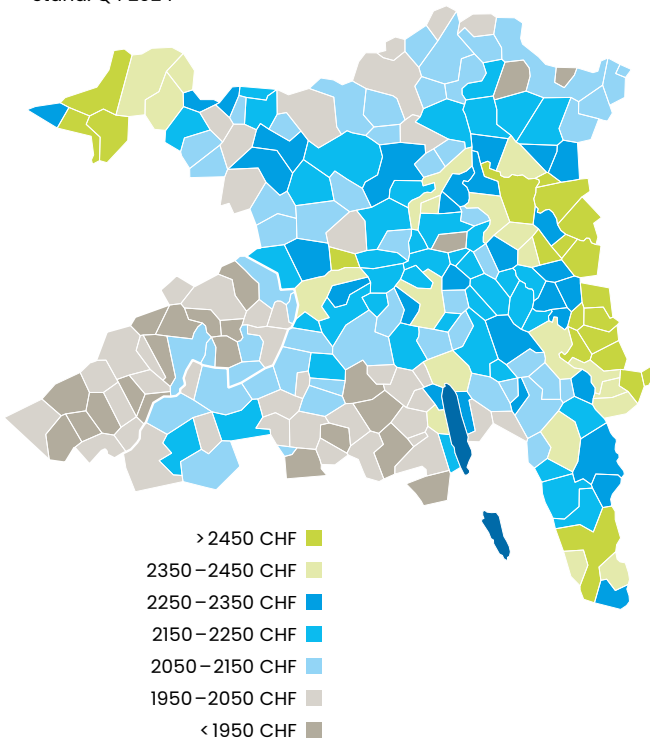 > 2450 CHF
2350 – 2450 CHF
2250 – 2350 CHF
2150 – 2250 CHF
2050 – 2150 CHF
1950 – 2050 CHF
< 1950 CHF